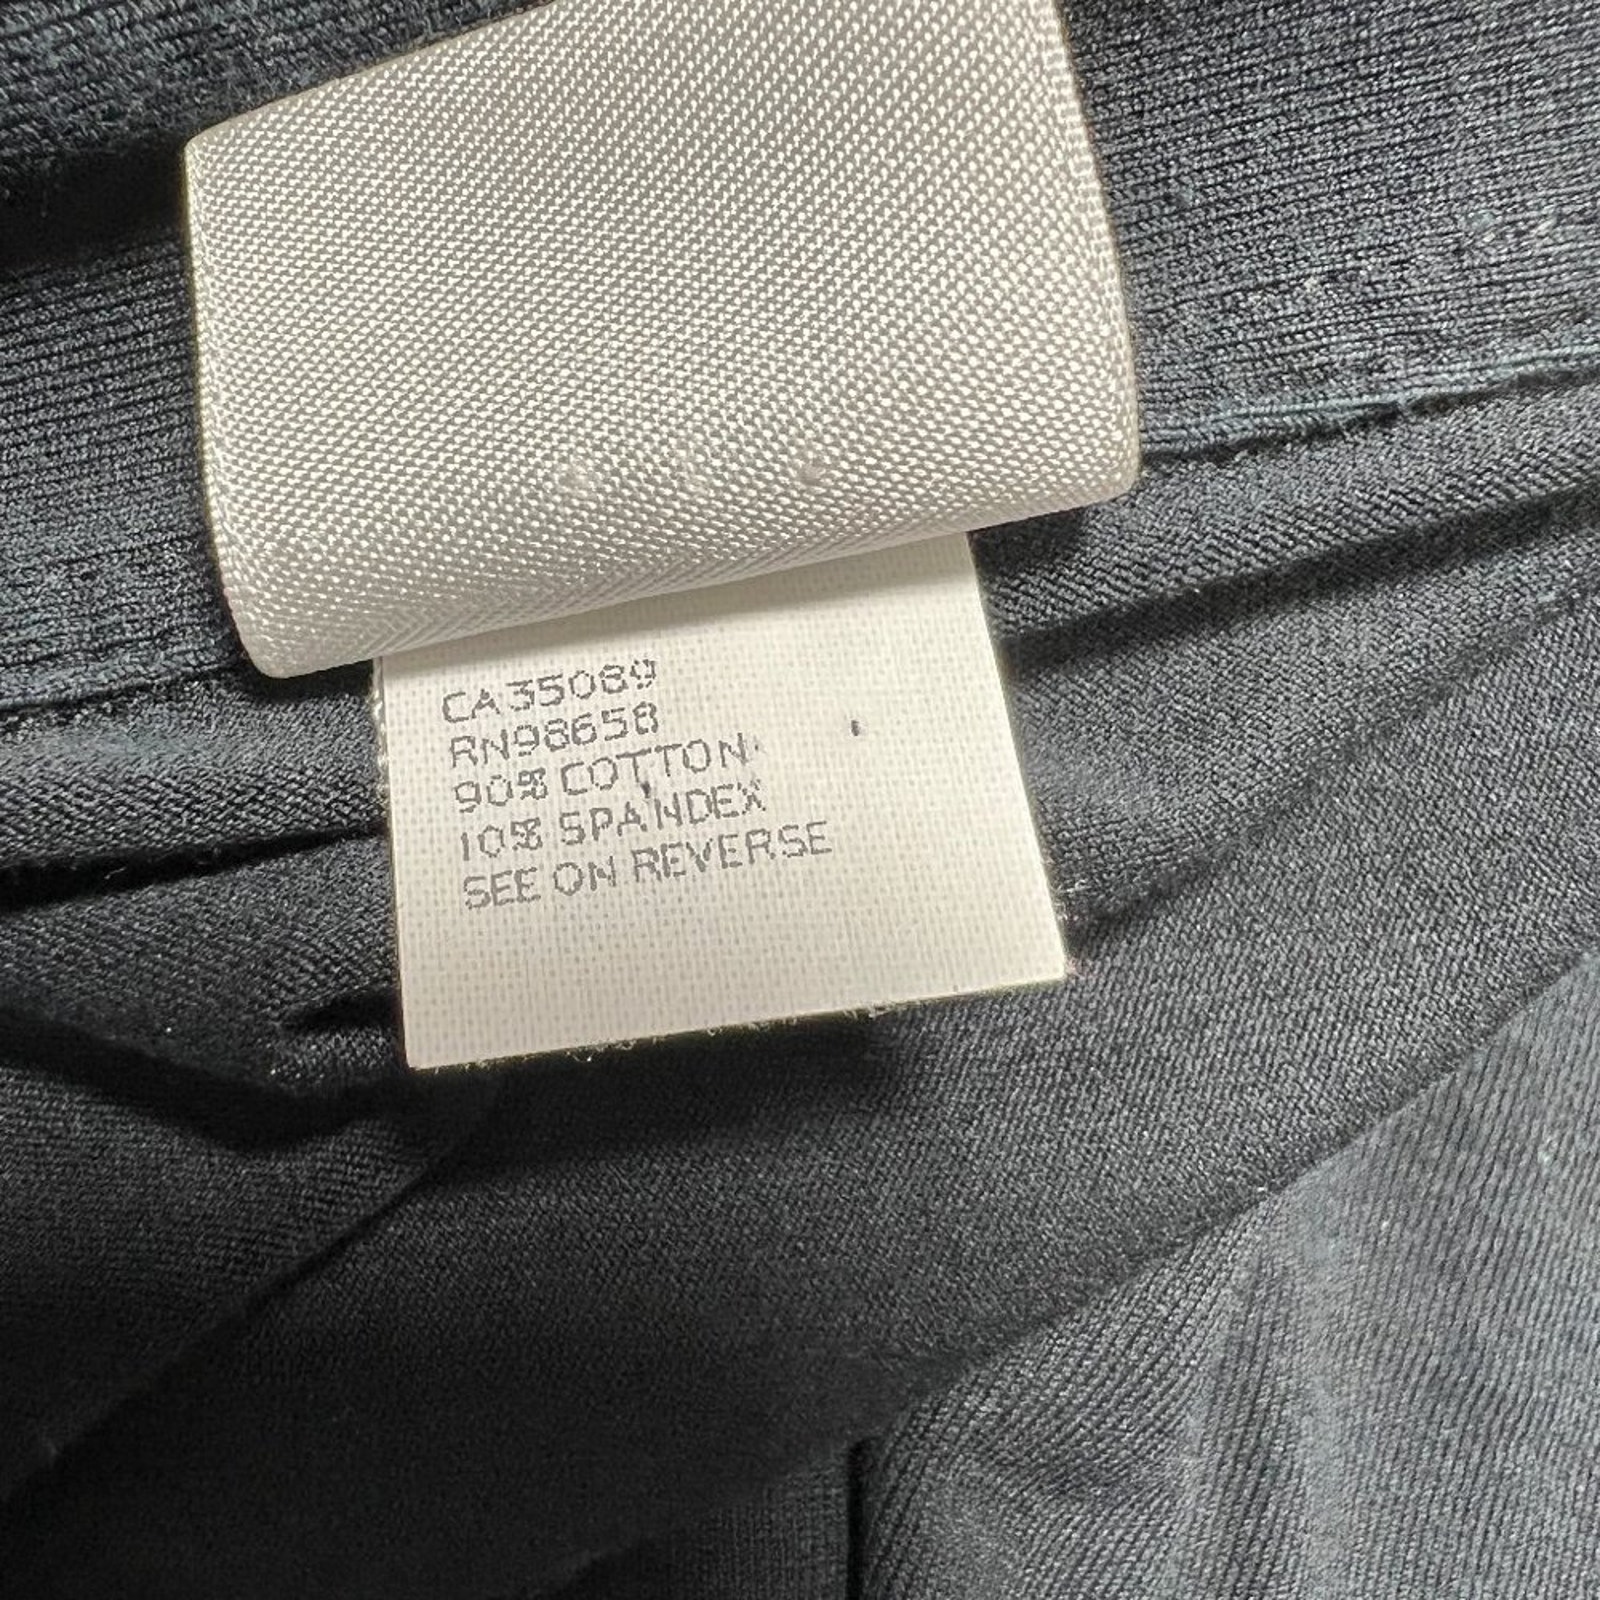 CA35089
RN98658
90% COTTON
10% SPANDEX
SEE ON REVERSE